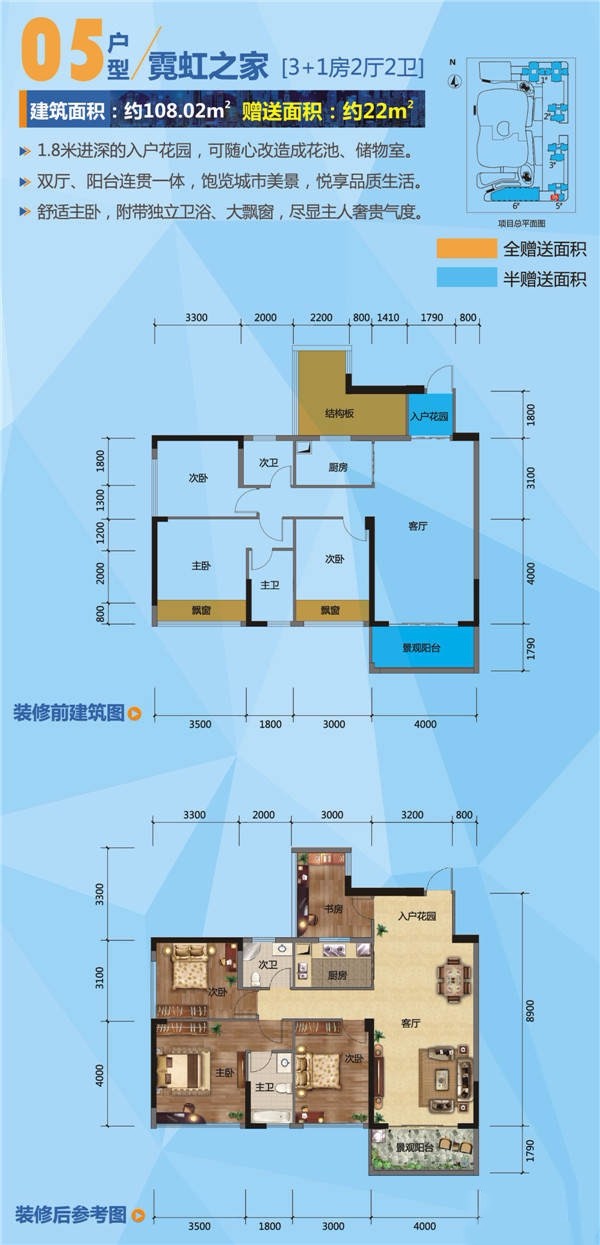 05户型/霓虹之家 [3+1房2厅2卫]
建筑面积：约108.02m² 赠送面积：约22m²
1.8米进深的入户花园，可随心改造成花池、储物室。
双厅、阳台连贯一体，饱览城市美景，悦享品质生活。
舒适主卧，附带独立卫浴、大飘窗，尽显主人奢贵气度。
N
1#
2#
3#
6# 5#
项目总平面图
全赠送面积
半赠送面积
3300 2000 2200 800 1410 1790 800
结构板 入户花园
1800
1800 1300 1200 2000 800
次卧 次卫 厨房
客厅
主卧 主卫 次卧
飘窗 飘窗
景观阳台
3100 4000 1790
装修前建筑图
3500 1800 3000 4000
3300 2000 3000 3200 800
3300 3100 4000
书房 入户花园
次卧 次卫 厨房
客厅
主卧 主卫 次卧
景观阳台
8900 1790
装修后参考图
3500 1800 3000 4000